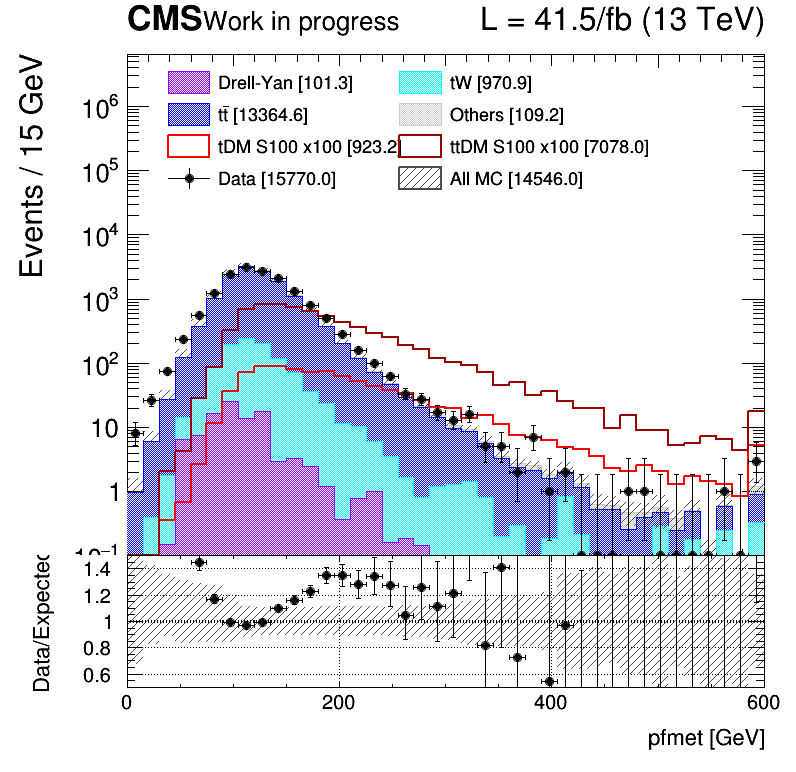 CMS Work in progress L = 41.5/fb (13 TeV)
Events / 15 GeV
Drell-Yan [101.3] tW [970.9]
tt̄ [13364.6] Others [109.2]
tDM S100 x100 [923.2] ttDM S100 x100 [7078.0]
Data [15770.0] All MC [14546.0]
10⁶
10⁵
10⁴
10³
10²
10
1
10⁻¹
Data/Expected
1.4
1.2
1
0.8
0.6
0 200 400 600
pfmet [GeV]